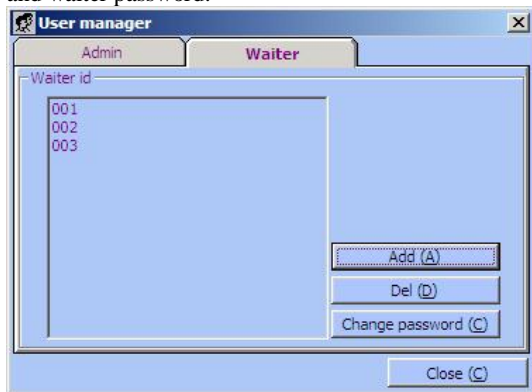 and waiter password.
User manager
Admin Waiter
Waiter id
001
002
003
Add (A)
Del (D)
Change password (C)
Close (C)